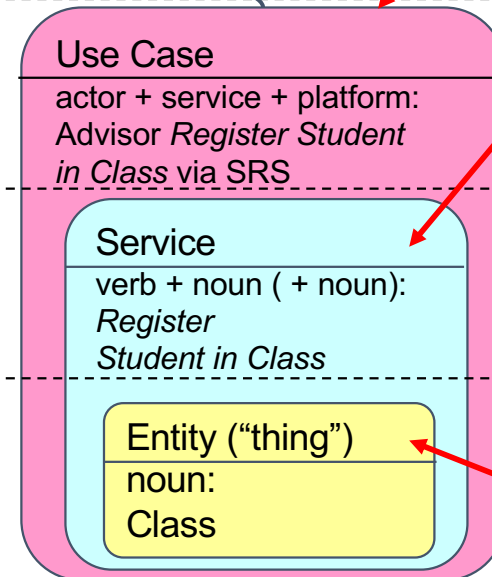 Use Case
actor + service + platform:
Advisor Register Student
in Class via SRS
Service
verb + noun ( + noun):
Register
Student in Class
Entity (“thing”)
noun:
Class